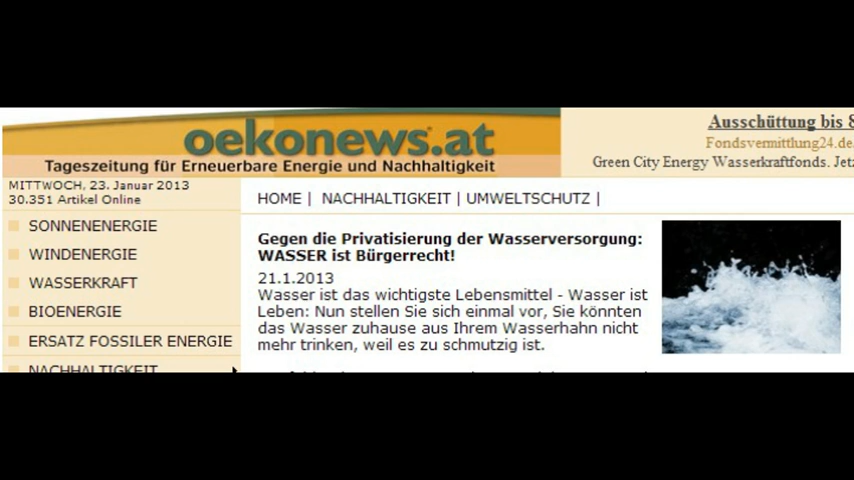 oekonews.at
Tageszeitung für Erneuerbare Energie und Nachhaltigkeit
Ausschüttung bis 8
Fondsvermittlung24.de
Green City Energy Wasserkraftfonds. Jetz
MITTWOCH, 23. Januar 2013
30.351 Artikel Online
HOME | NACHHALTIGKEIT | UMWELTSCHUTZ |
SONNENENERGIE
WINDENERGIE
WASSERKRAFT
BIOENERGIE
ERSATZ FOSSILER ENERGIE
NACHHALTIGKEIT
Gegen die Privatisierung der Wasserversorgung:
WASSER ist Bürgerrecht!
21.1.2013
Wasser ist das wichtigste Lebensmittel - Wasser ist
Leben: Nun stellen Sie sich einmal vor, Sie könnten
das Wasser zuhause aus Ihrem Wasserhahn nicht
mehr trinken, weil es zu schmutzig ist.